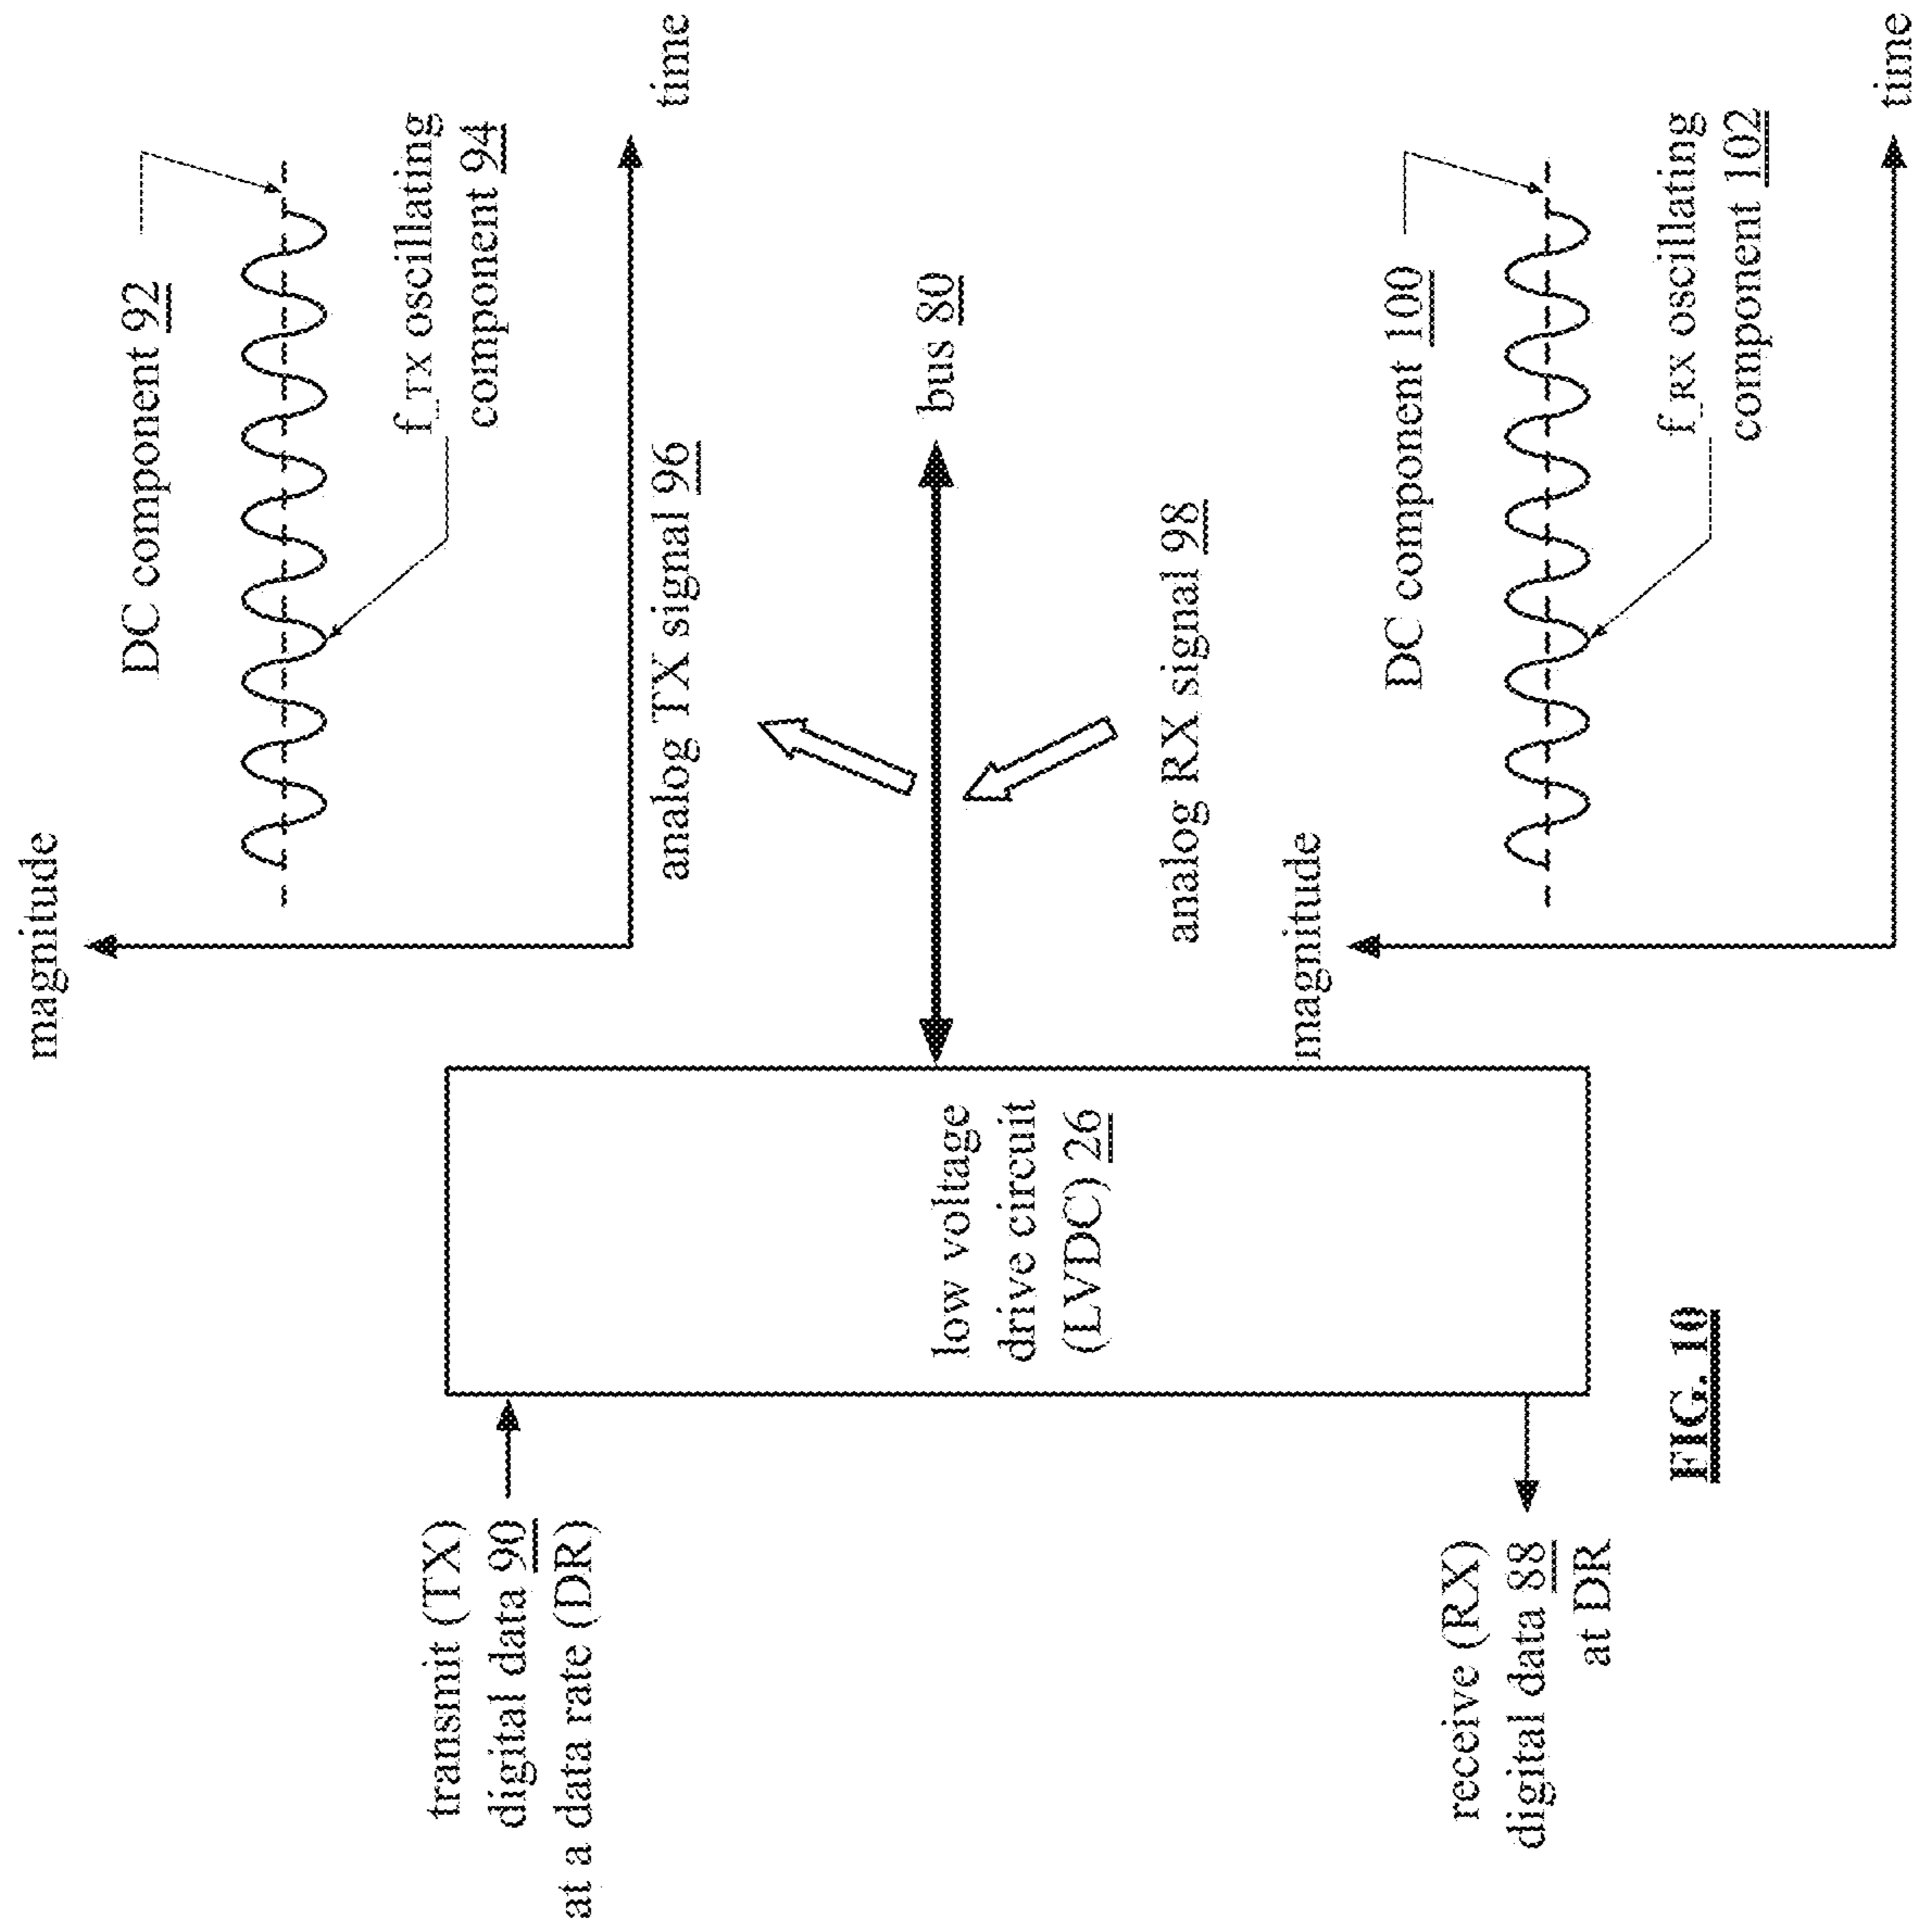 transmit (TX)
digital data 90
at a data rate (DR)
receive (RX)
digital data 88
at DR
low voltage
drive circuit
(LVDC) 26
magnitude
DC component 92
f_TX oscillating
component 94
time
analog TX signal 96
bus 80
analog RX signal 98
magnitude
DC component 100
f_RX oscillating
component 102
time
FIG. 10